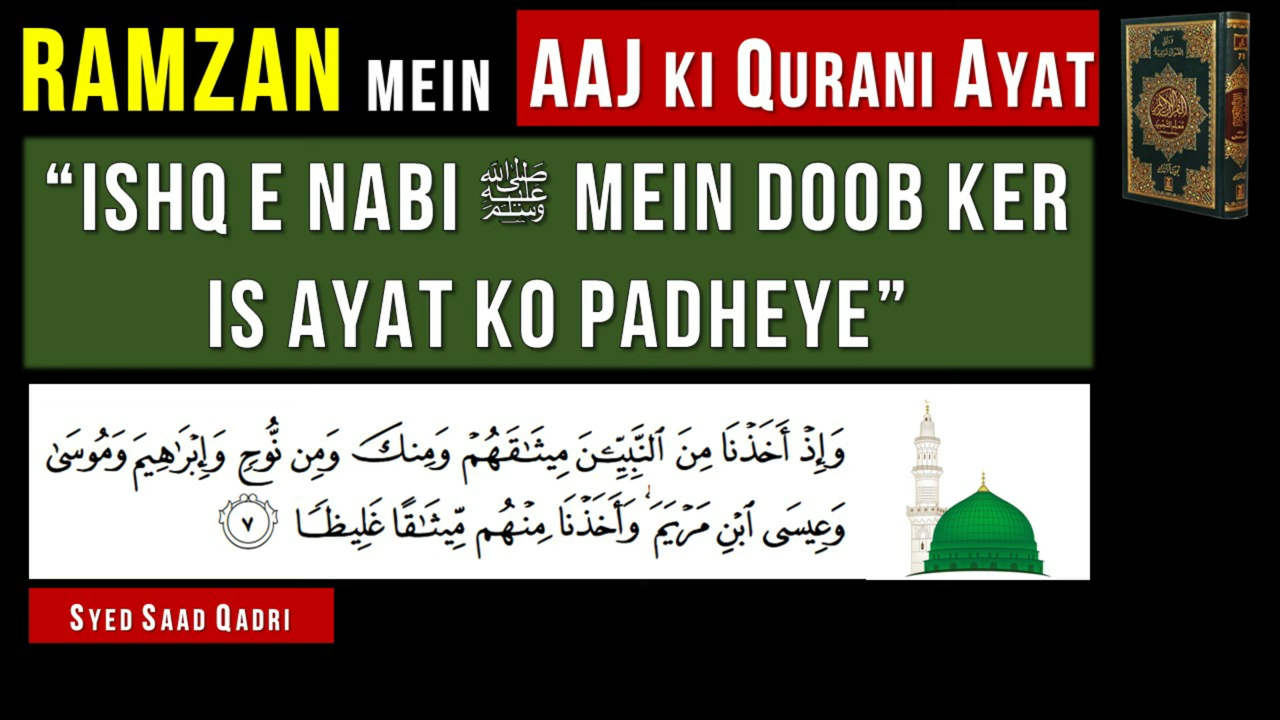 RAMZAN MEIN AAJ KI QURANI AYAT
“ISHQ E NABI ﷺ MEIN DOOB KER
IS AYAT KO PADHEYE”
وَإِذْ أَخَذْنَا مِنَ ٱلنَّبِيِّـۧنَ مِيثَـٰقَهُمْ وَمِنكَ وَمِن نُّوحٍ وَإِبْرَٰهِيمَ وَمُوسَىٰ
وَعِيسَى ٱبْنِ مَرْيَمَ ۖ وَأَخَذْنَا مِنْهُم مِّيثَـٰقًا غَلِيظًا ٧
SYED SAAD QADRI